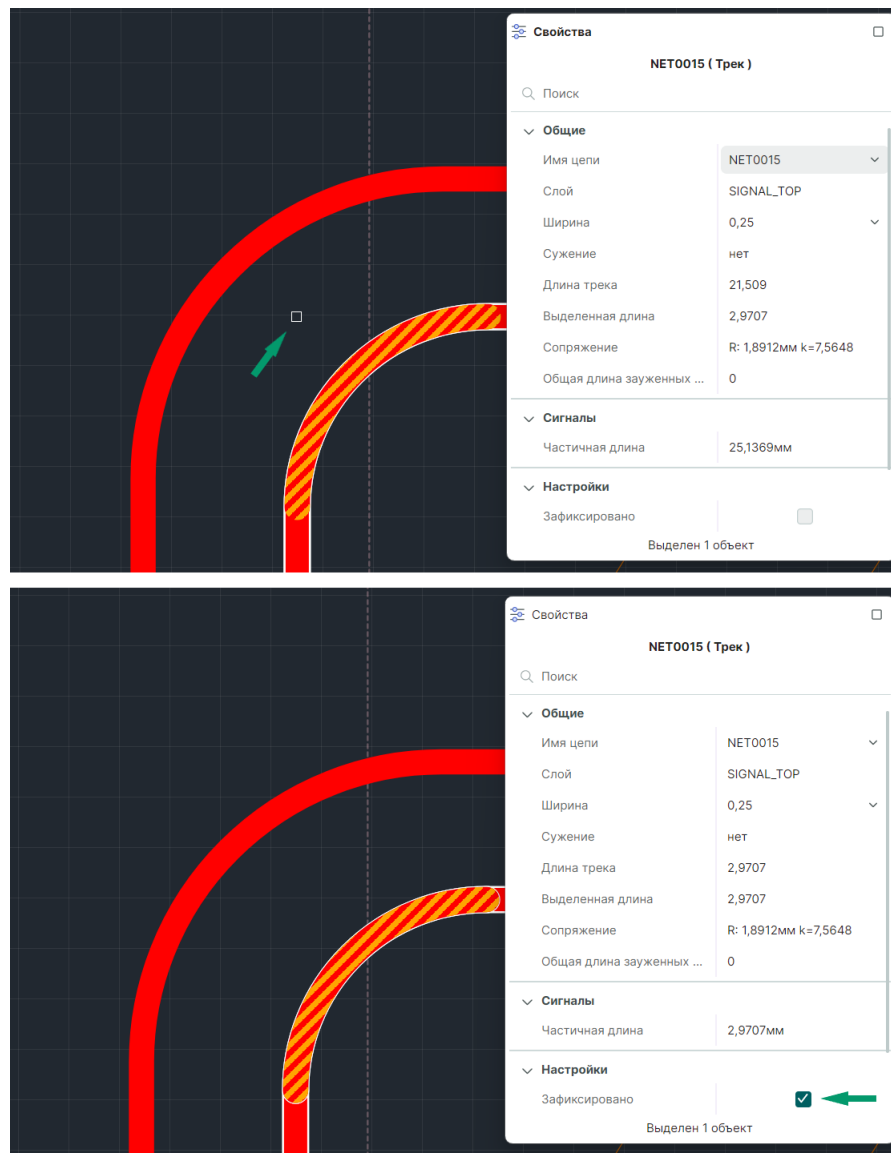 Свойства
NET0015 ( Трек )
Поиск
Общие
Имя цепи NET0015
Слой SIGNAL_TOP
Ширина 0,25
Сужение нет
Длина трека 21,509
Выделенная длина 2,9707
Сопряжение R: 1,8912мм k=7,5648
Общая длина зауженных ... 0
Сигналы
Частичная длина 25,1369мм
Настройки
Зафиксировано
Выделен 1 объект
Свойства
NET0015 ( Трек )
Поиск
Общие
Имя цепи NET0015
Слой SIGNAL_TOP
Ширина 0,25
Сужение нет
Длина трека 2,9707
Выделенная длина 2,9707
Сопряжение R: 1,8912мм k=7,5648
Общая длина зауженных ... 0
Сигналы
Частичная длина 2,9707мм
Настройки
Зафиксировано
Выделен 1 объект